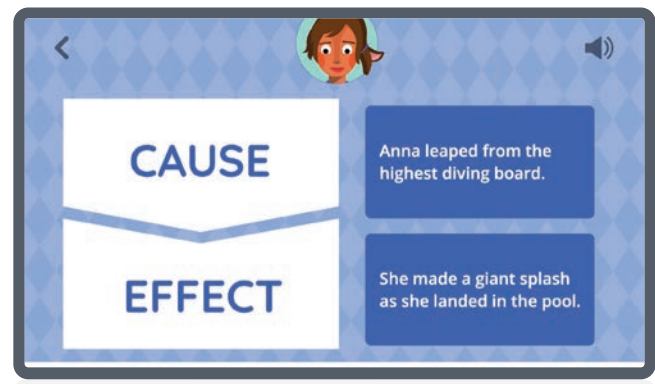 CAUSE
Anna leaped from the
highest diving board.
EFFECT
She made a giant splash
as she landed in the pool.